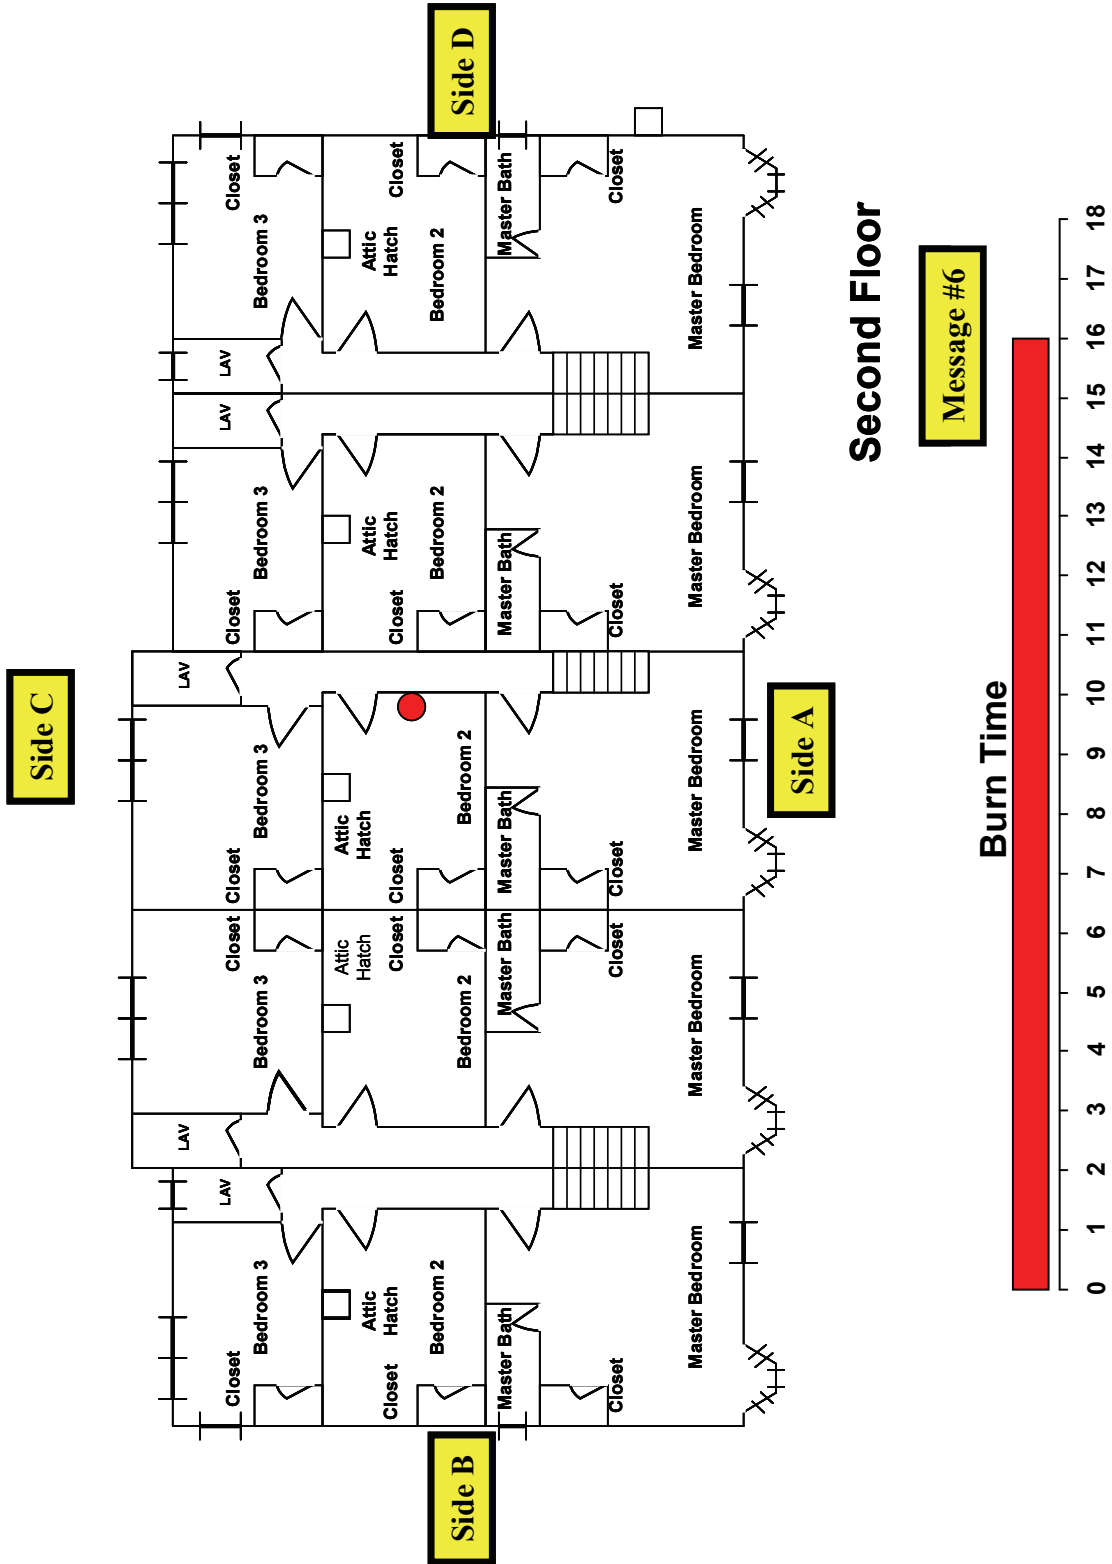 Side C
LAV
LAV
LAV
LAV
LAV
Closet
Closet
Closet
Closet
Closet
Bedroom 3
Bedroom 3
Bedroom 3
Bedroom 3
Bedroom 3
Attic
Hatch
Attic
Hatch
Attic
Hatch
Attic
Hatch
Attic
Hatch
Closet
Closet
Closet
Closet
Closet
Bedroom 2
Bedroom 2
Bedroom 2
Bedroom 2
Bedroom 2
Side B
Side D
Master Bath
Master Bath
Master Bath
Master Bath
Master Bath
Closet
Closet
Closet
Closet
Closet
Master Bedroom
Master Bedroom
Master Bedroom
Master Bedroom
Master Bedroom
Side A
Second Floor
Message #6
Burn Time
0 1 2 3 4 5 6 7 8 9 10 11 12 13 14 15 16 17 18